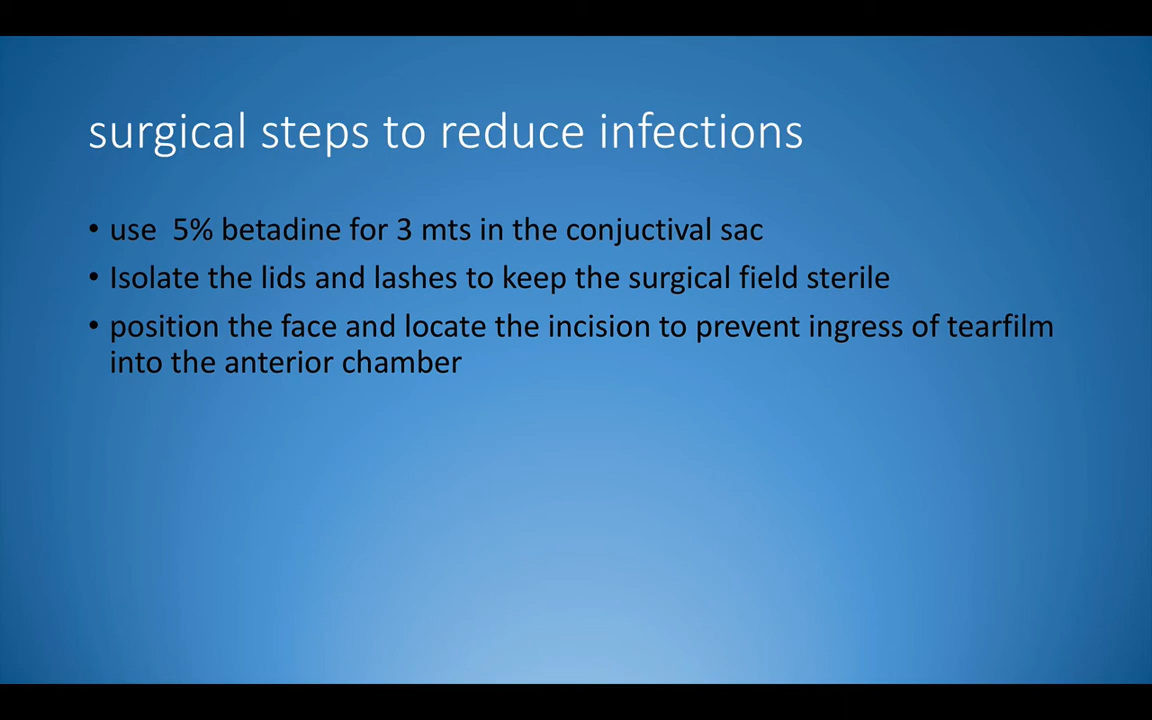 surgical steps to reduce infections
• use  5% betadine for 3 mts in the conjuctival sac
• Isolate the lids and lashes to keep the surgical field sterile
• position the face and locate the incision to prevent ingress of tearfilm
into the anterior chamber